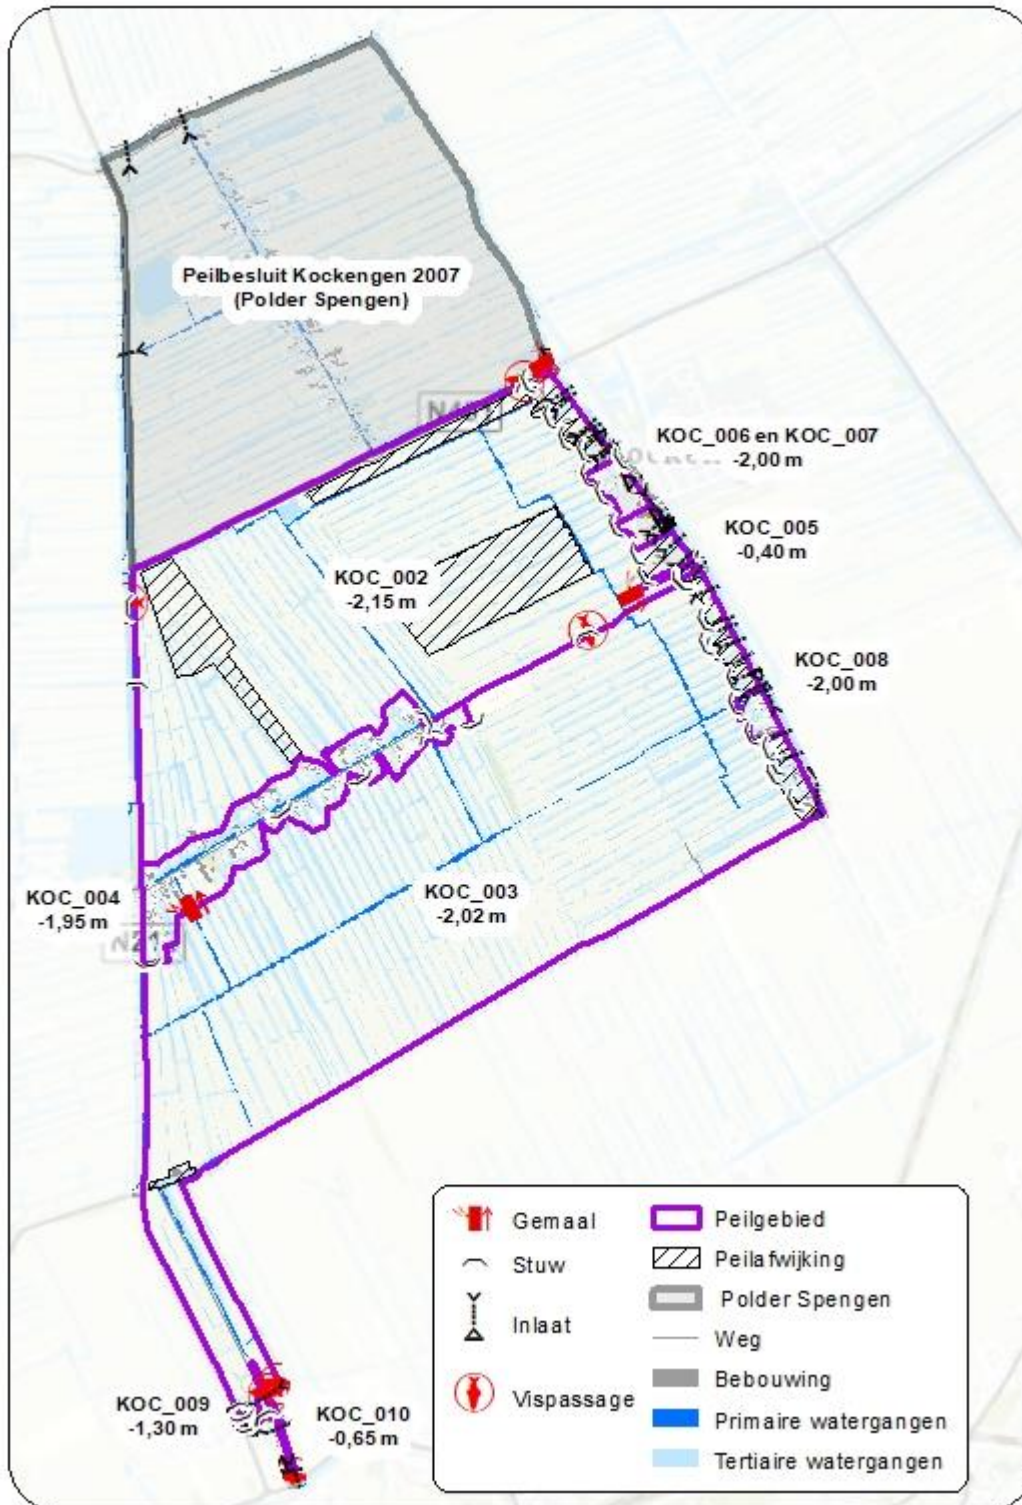 Peilbesluit Kockengen 2007
(Polder Spengen)
KOC_006 en KOC_007
-2,00 m
KOC_005
-0,40 m
KOC_002
-2,15 m
KOC_008
-2,00 m
KOC_004
-1,95 m
KOC_003
-2,02 m
KOC_009
-1,30 m
KOC_010
-0,65 m
Gemaal
Stuw
Inlaat
Vispassage
Peilgebied
Peilafwijking
Polder Spengen
Weg
Bebouwing
Primaire watergangen
Tertiaire watergangen